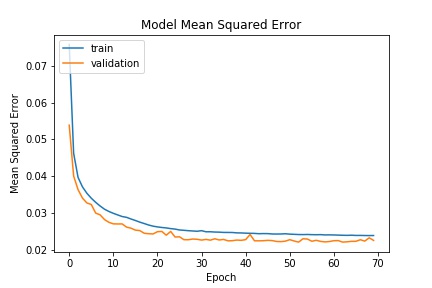 Model Mean Squared Error
train
validation
0.07
0.06
0.05
0.04
0.03
0.02
Mean Squared Error
0 10 20 30 40 50 60 70
Epoch